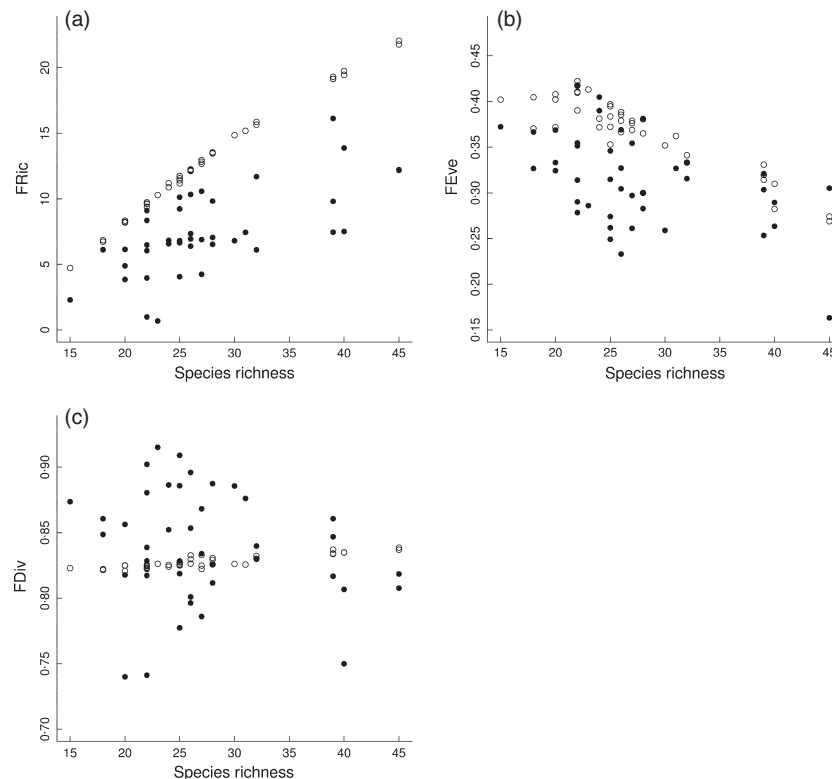 (a)
FRic
0 5 10 15 20
15 20 25 30 35 40 45
Species richness
(b)
FEve
0·15 0·20 0·25 0·30 0·35 0·40 0·45
15 20 25 30 35 40 45
Species richness
(c)
FDiv
0·70 0·75 0·80 0·85 0·90
15 20 25 30 35 40 45
Species richness